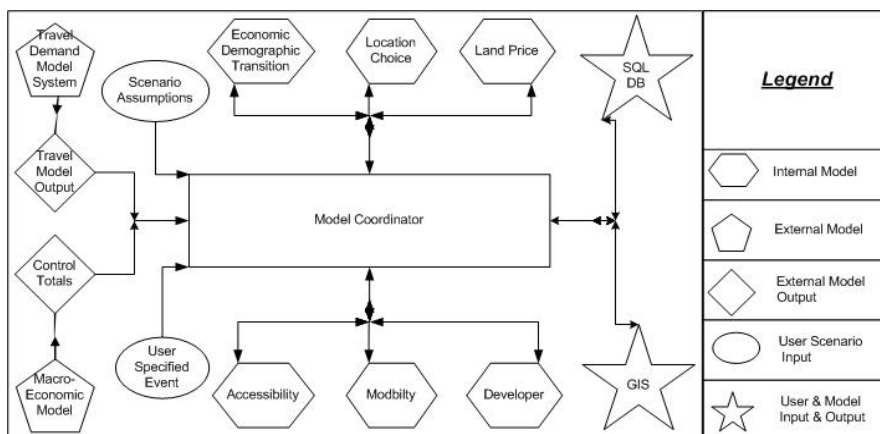 Travel
Demand
Model
System
Economic
Demographic
Transition
Location
Choice
Land Price
SQL
DB
Scenario
Assumptions
Travel
Model
Output
Model Coordinator
Control
Totals
User
Specified
Event
Macro-
Economic
Model
Accessibility
Modbilty
Developer
GIS
Legend
Internal Model
External Model
External Model
Output
User Scenario
Input
User & Model
Input & Output